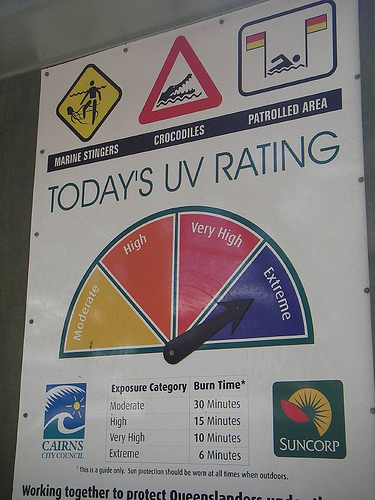 MARINE STINGERS
CROCODILES
PATROLLED AREA
TODAY'S UV RATING
Moderate
High
Very High
Extreme
CAIRNS
CITY COUNCIL
Exposure Category Burn Time*
Moderate 30 Minutes
High 15 Minutes
Very High 10 Minutes
Extreme 6 Minutes
SUNCORP
*This is a guide only. Sun protection should be worn at all times when outdoors.
Working together to protect Queenslanders